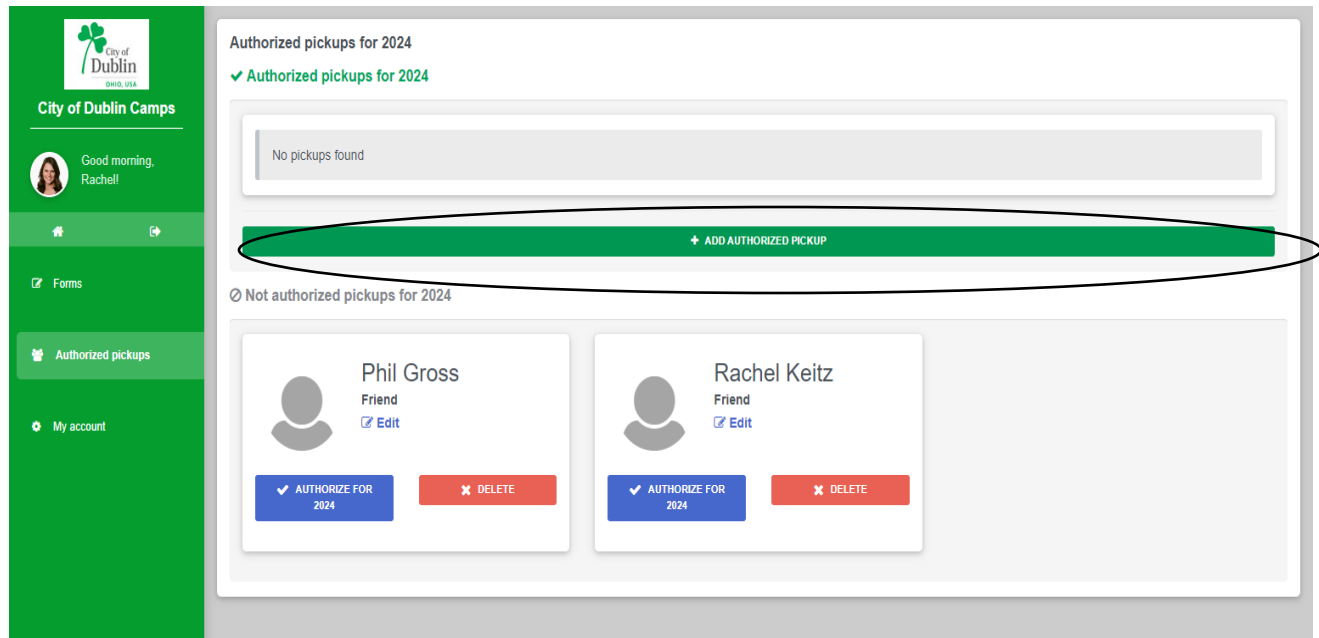 City of
Dublin
OHIO, USA
City of Dublin Camps
Good morning,
Rachel!
Forms
Authorized pickups
My account
Authorized pickups for 2024
Authorized pickups for 2024
No pickups found
+ ADD AUTHORIZED PICKUP
Not authorized pickups for 2024
Phil Gross
Friend
Edit
AUTHORIZE FOR
2024
DELETE
Rachel Keitz
Friend
Edit
AUTHORIZE FOR
2024
DELETE